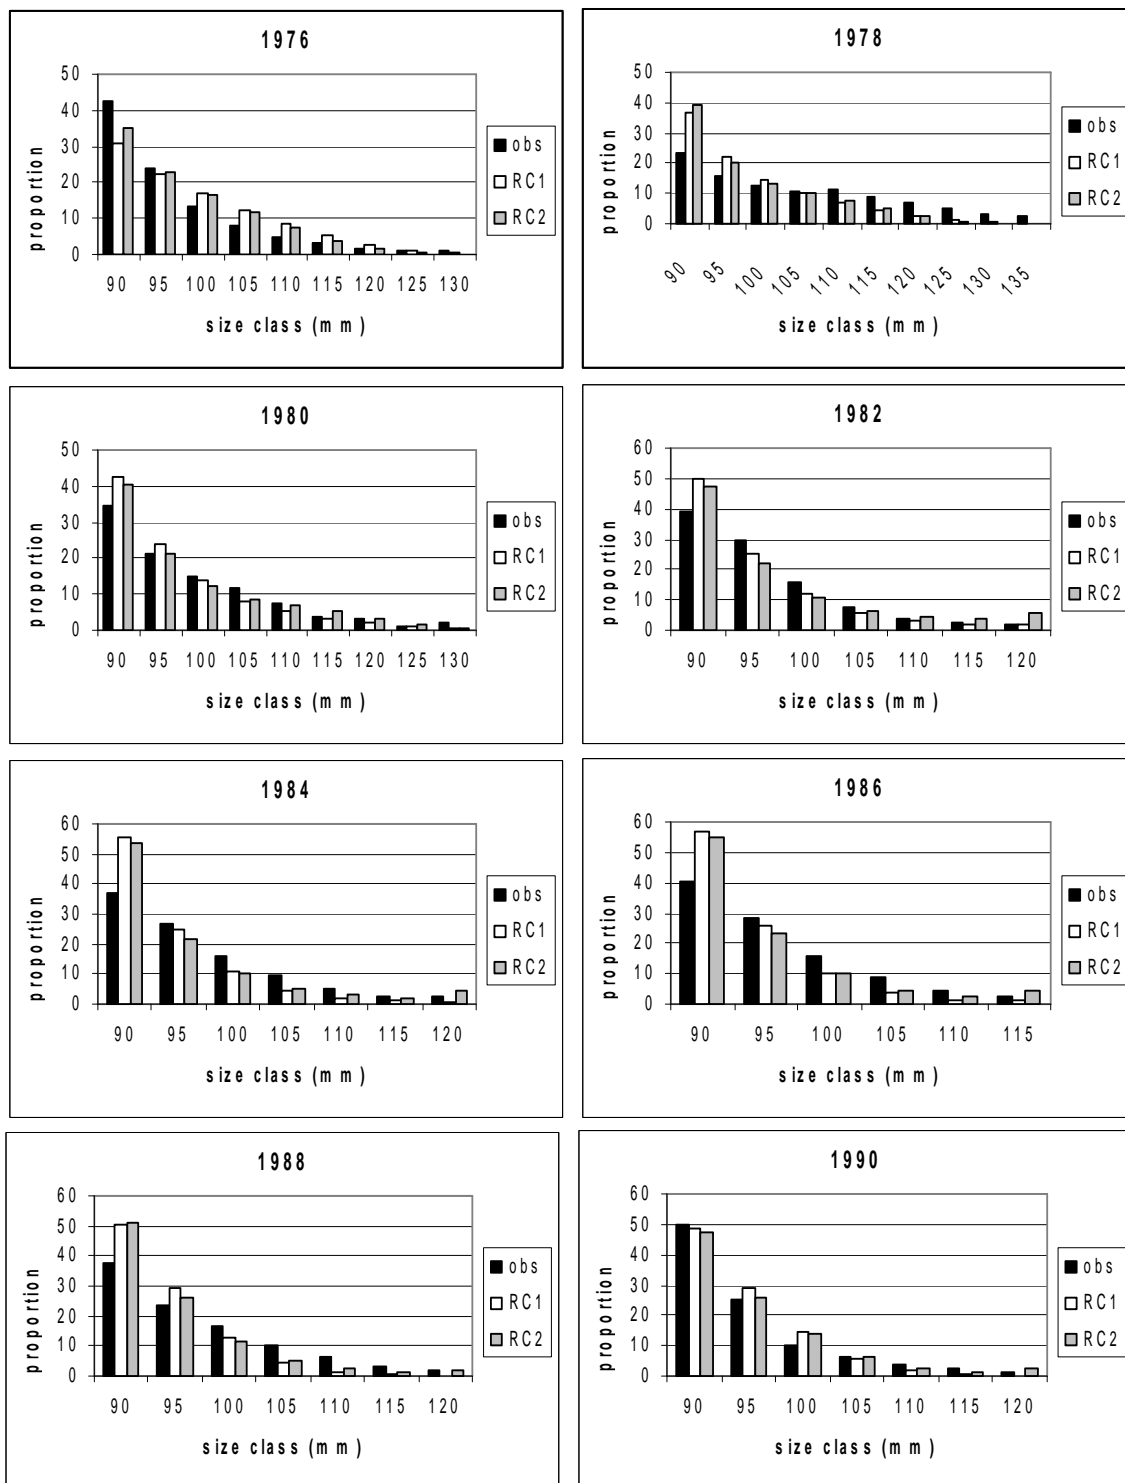 1976
50
40
30
20
10
0
proportion
90 95 100 105 110 115 120 125 130
size class (mm)
obs
RC1
RC2
1978
50
40
30
20
10
0
proportion
90 95 100 105 110 115 120 125 130 135
size class (mm)
obs
RC1
RC2
1980
50
40
30
20
10
0
proportion
90 95 100 105 110 115 120 125 130
size class (mm)
obs
RC1
RC2
1982
60
50
40
30
20
10
0
proportion
90 95 100 105 110 115 120
size class (mm)
obs
RC1
RC2
1984
60
50
40
30
20
10
0
proportion
90 95 100 105 110 115 120
size class (mm)
obs
RC1
RC2
1986
60
50
40
30
20
10
0
proportion
90 95 100 105 110 115
size class (mm)
obs
RC1
RC2
1988
60
50
40
30
20
10
0
proportion
90 95 100 105 110 115 120
size class (mm)
obs
RC1
RC2
1990
60
50
40
30
20
10
0
proportion
90 95 100 105 110 115 120
size class (mm)
obs
RC1
RC2